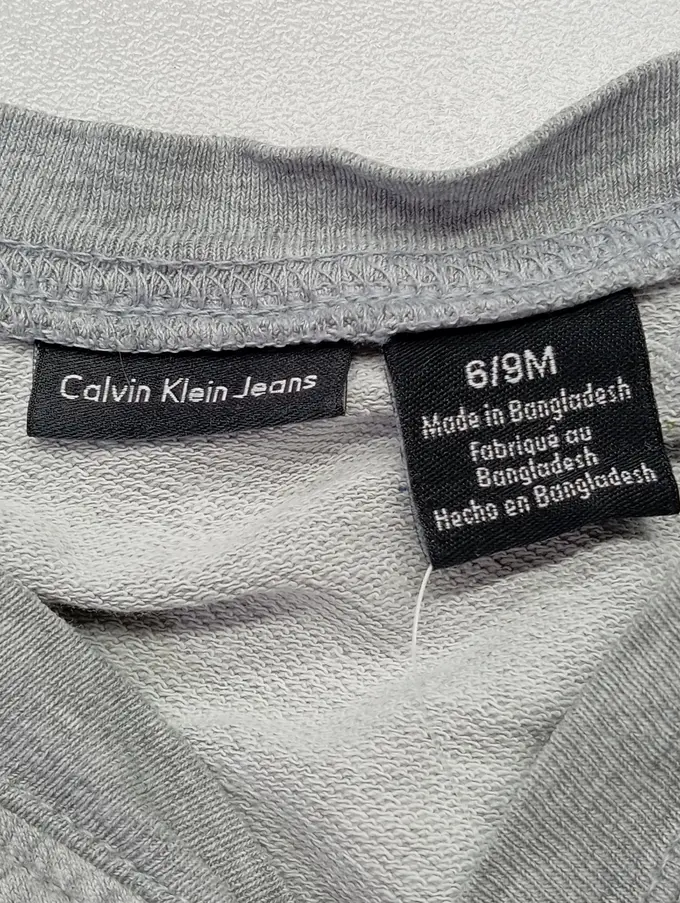 Calvin Klein Jeans
6/9M
Made in Bangladesh
Fabriqué au
Bangladesh
Hecho en Bangladesh